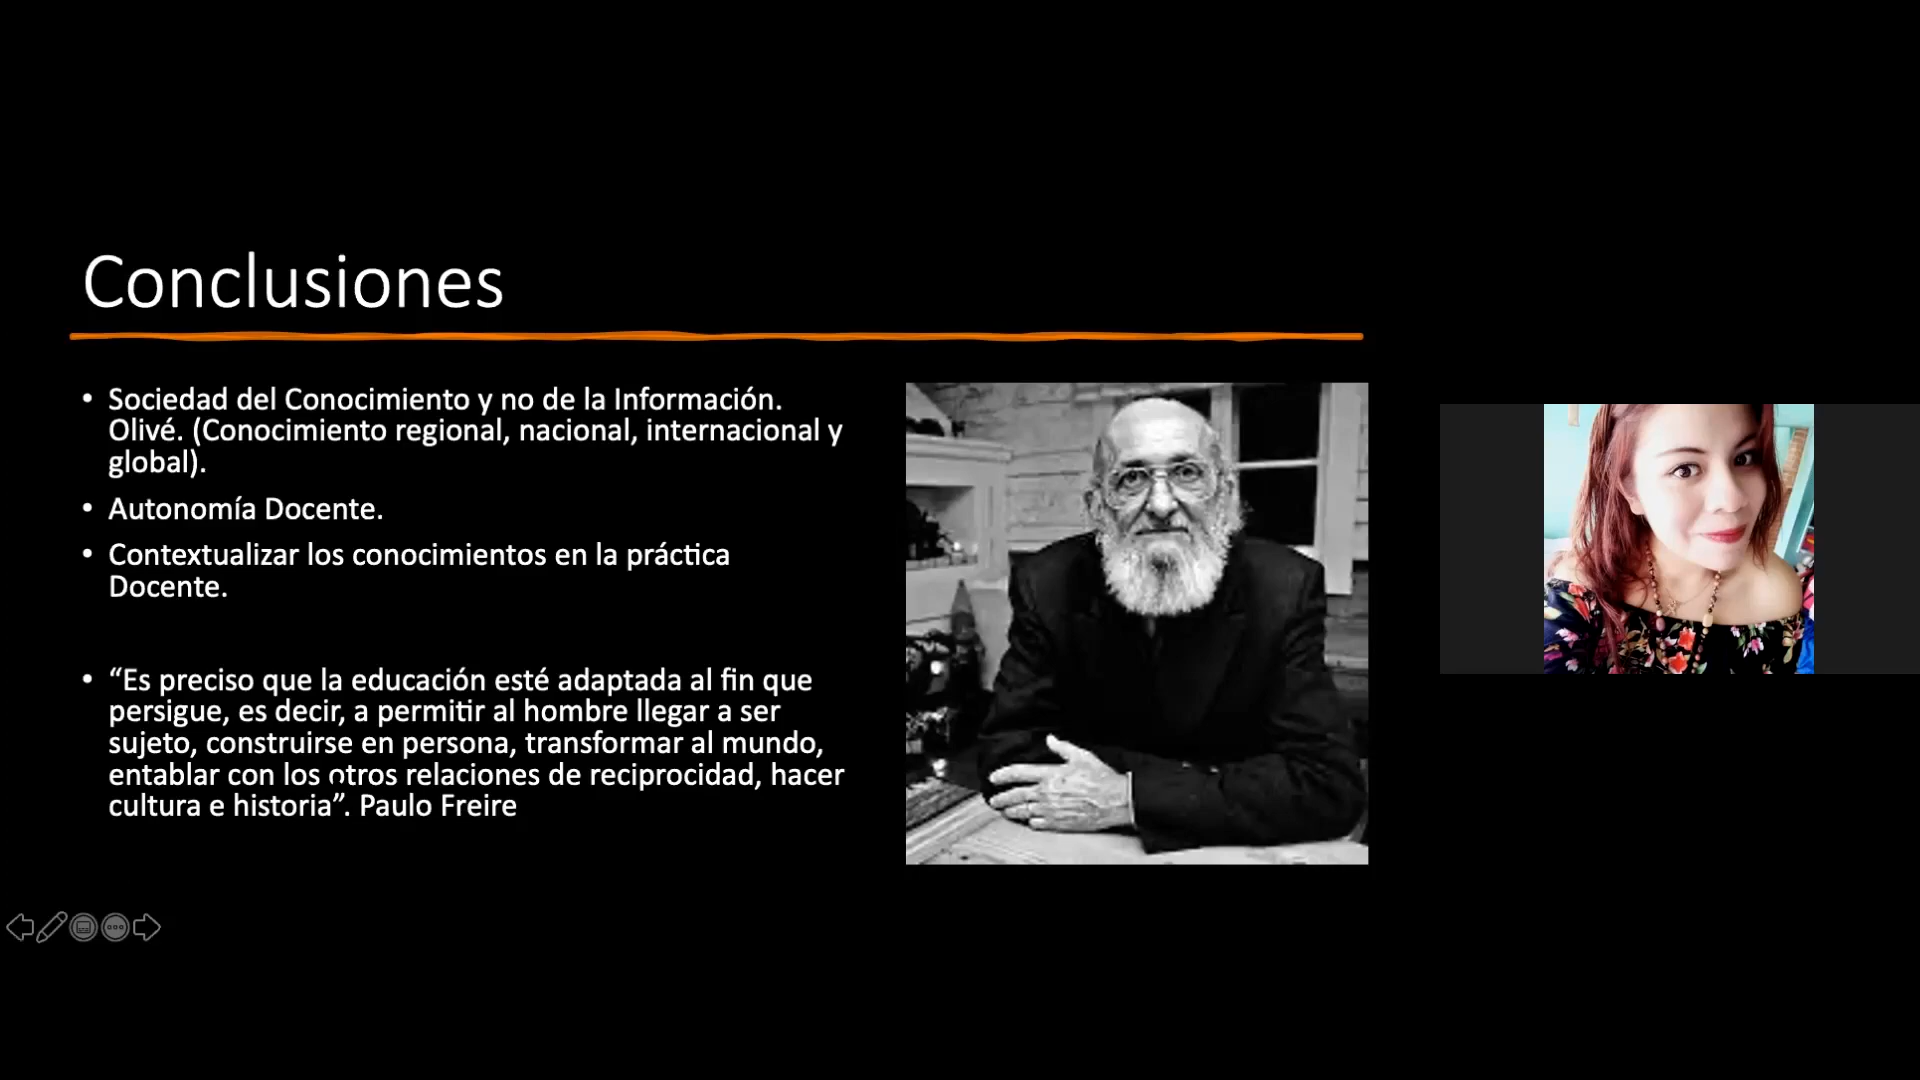 Conclusiones
• Sociedad del Conocimiento y no de la Información.
Olivé. (Conocimiento regional, nacional, internacional y
global).
• Autonomía Docente.
• Contextualizar los conocimientos en la práctica
Docente.
• “Es preciso que la educación esté adaptada al fin que
persigue, es decir, a permitir al hombre llegar a ser
sujeto, construirse en persona, transformar al mundo,
entablar con los otros relaciones de reciprocidad, hacer
cultura e historia”. Paulo Freire